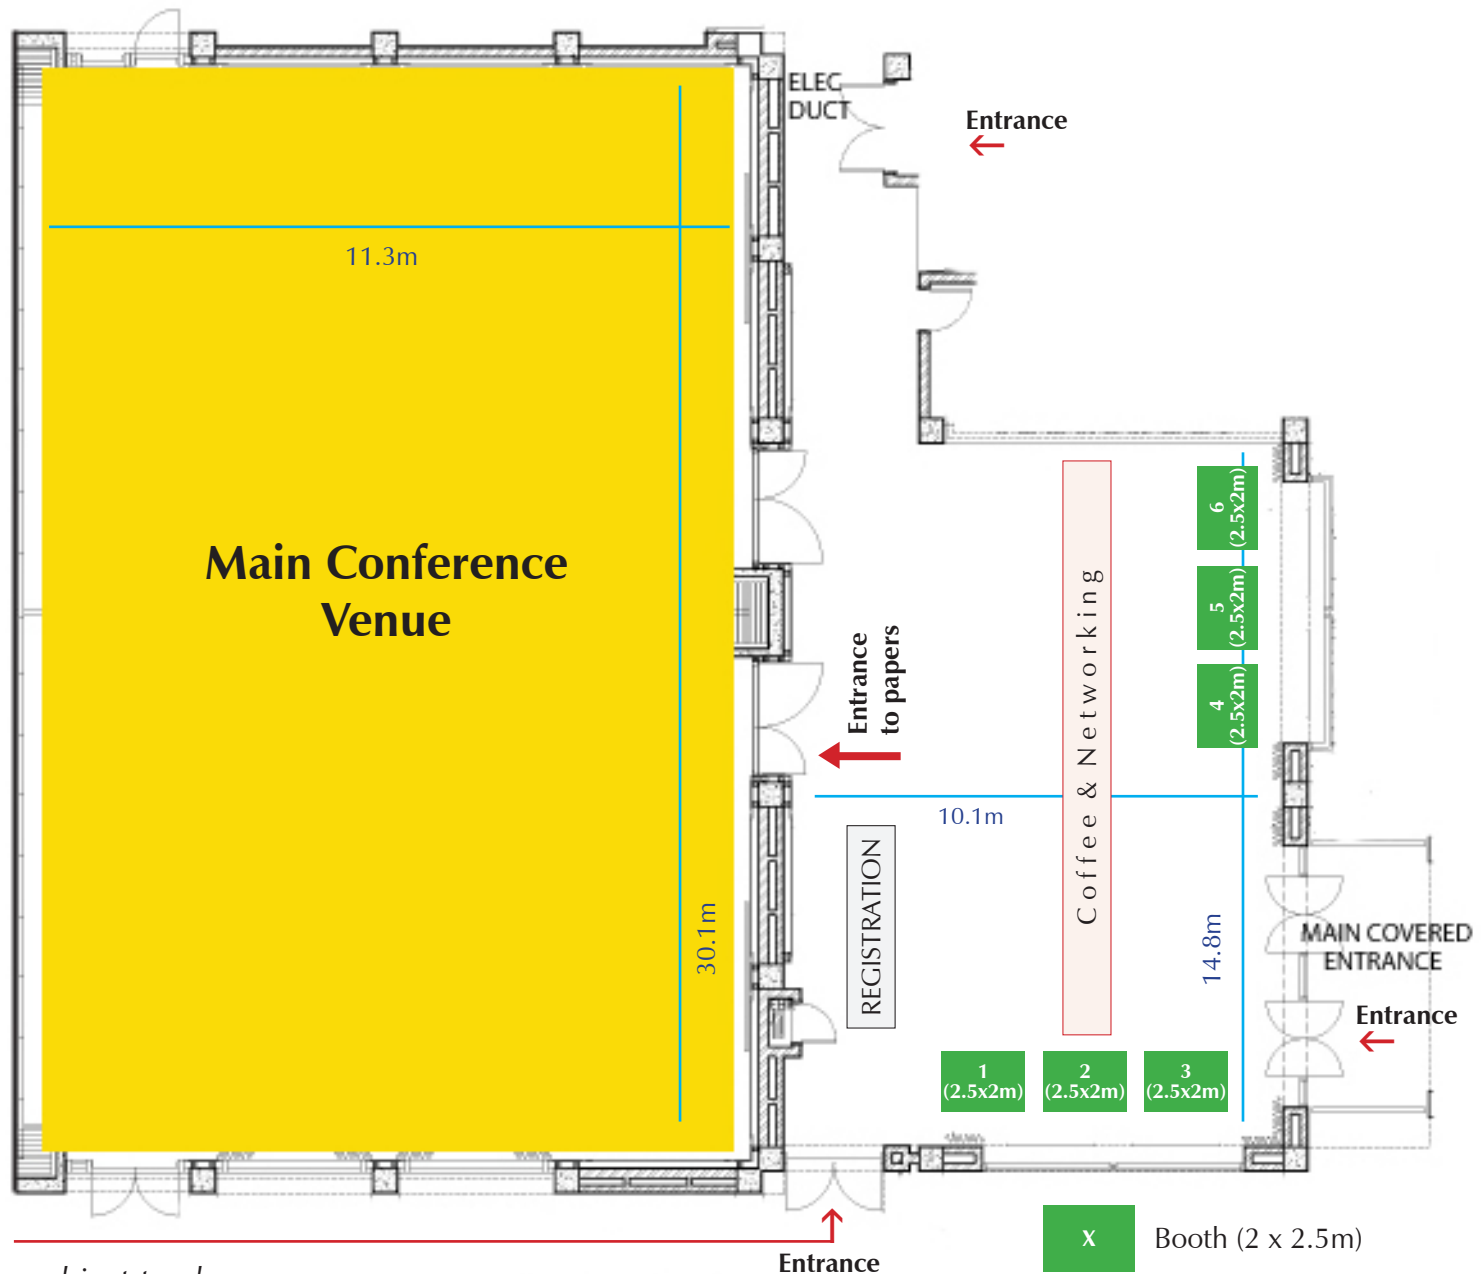 ELEC
DUCT
Entrance
11.3m
Main Conference
Venue
Entrance
to papers
Coffee & Networking
6
(2.5x2m)
5
(2.5x2m)
4
(2.5x2m)
10.1m
REGISTRATION
30.1m
14.8m
MAIN COVERED
ENTRANCE
Entrance
1
(2.5x2m)
2
(2.5x2m)
3
(2.5x2m)
X
Booth (2 x 2.5m)
Entrance